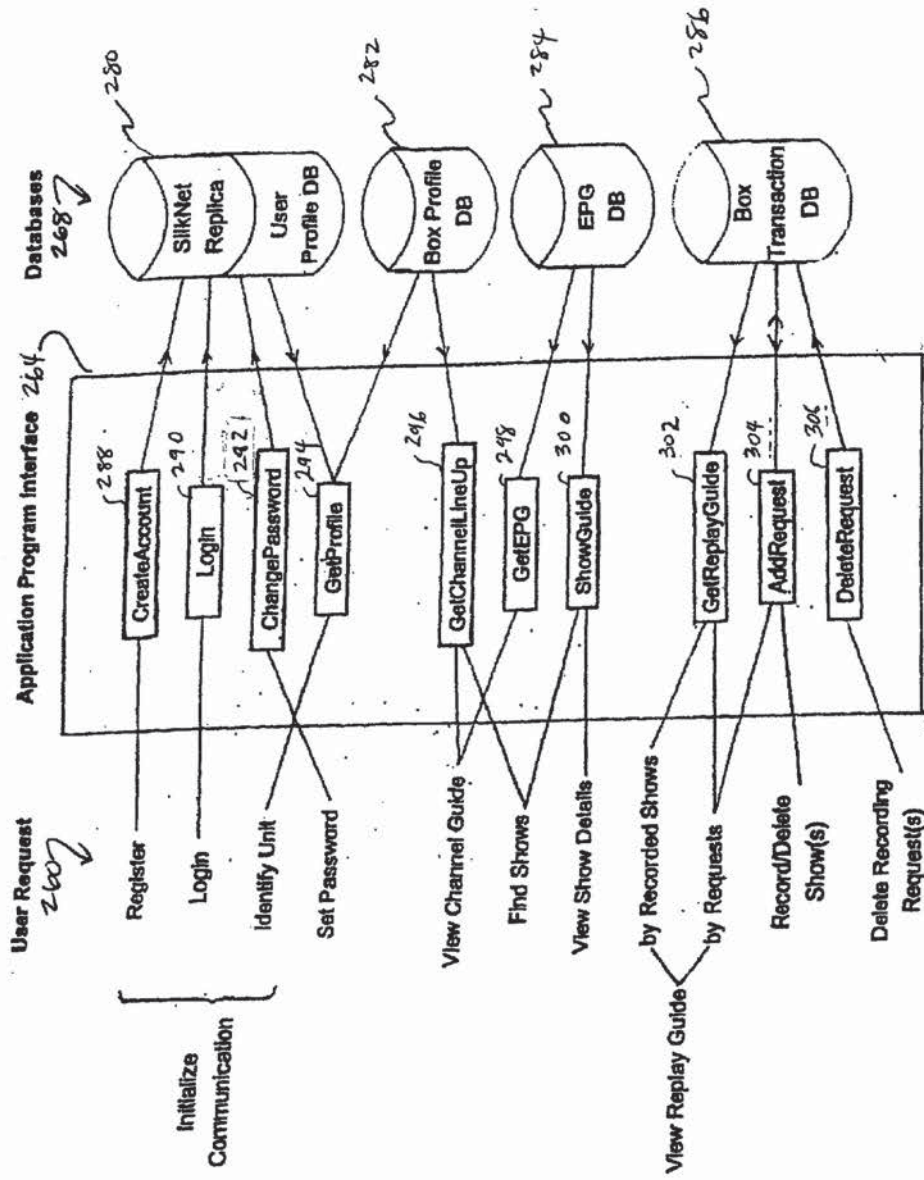 User Request
260
Application Program Interface 264
Databases
268
Initialize
Communication
Register
Login
Identify Unit
Set Password
View Channel Guide
Find Shows
View Show Details
View Replay Guide
by Recorded Shows
by Requests
Record/Delete
Show(s)
Delete Recording
Request(s)
288
CreateAccount
290
Login
292
ChangePassword
294
GetProfile
296
GetChannelLineUp
298
GetEPG
300
ShowGuide
302
GetReplayGuide
304
AddRequest
306
DeleteRequest
280
SilkNet
Replica
User
Profile DB
282
Box Profile
DB
284
EPG
DB
286
Box
Transaction
DB